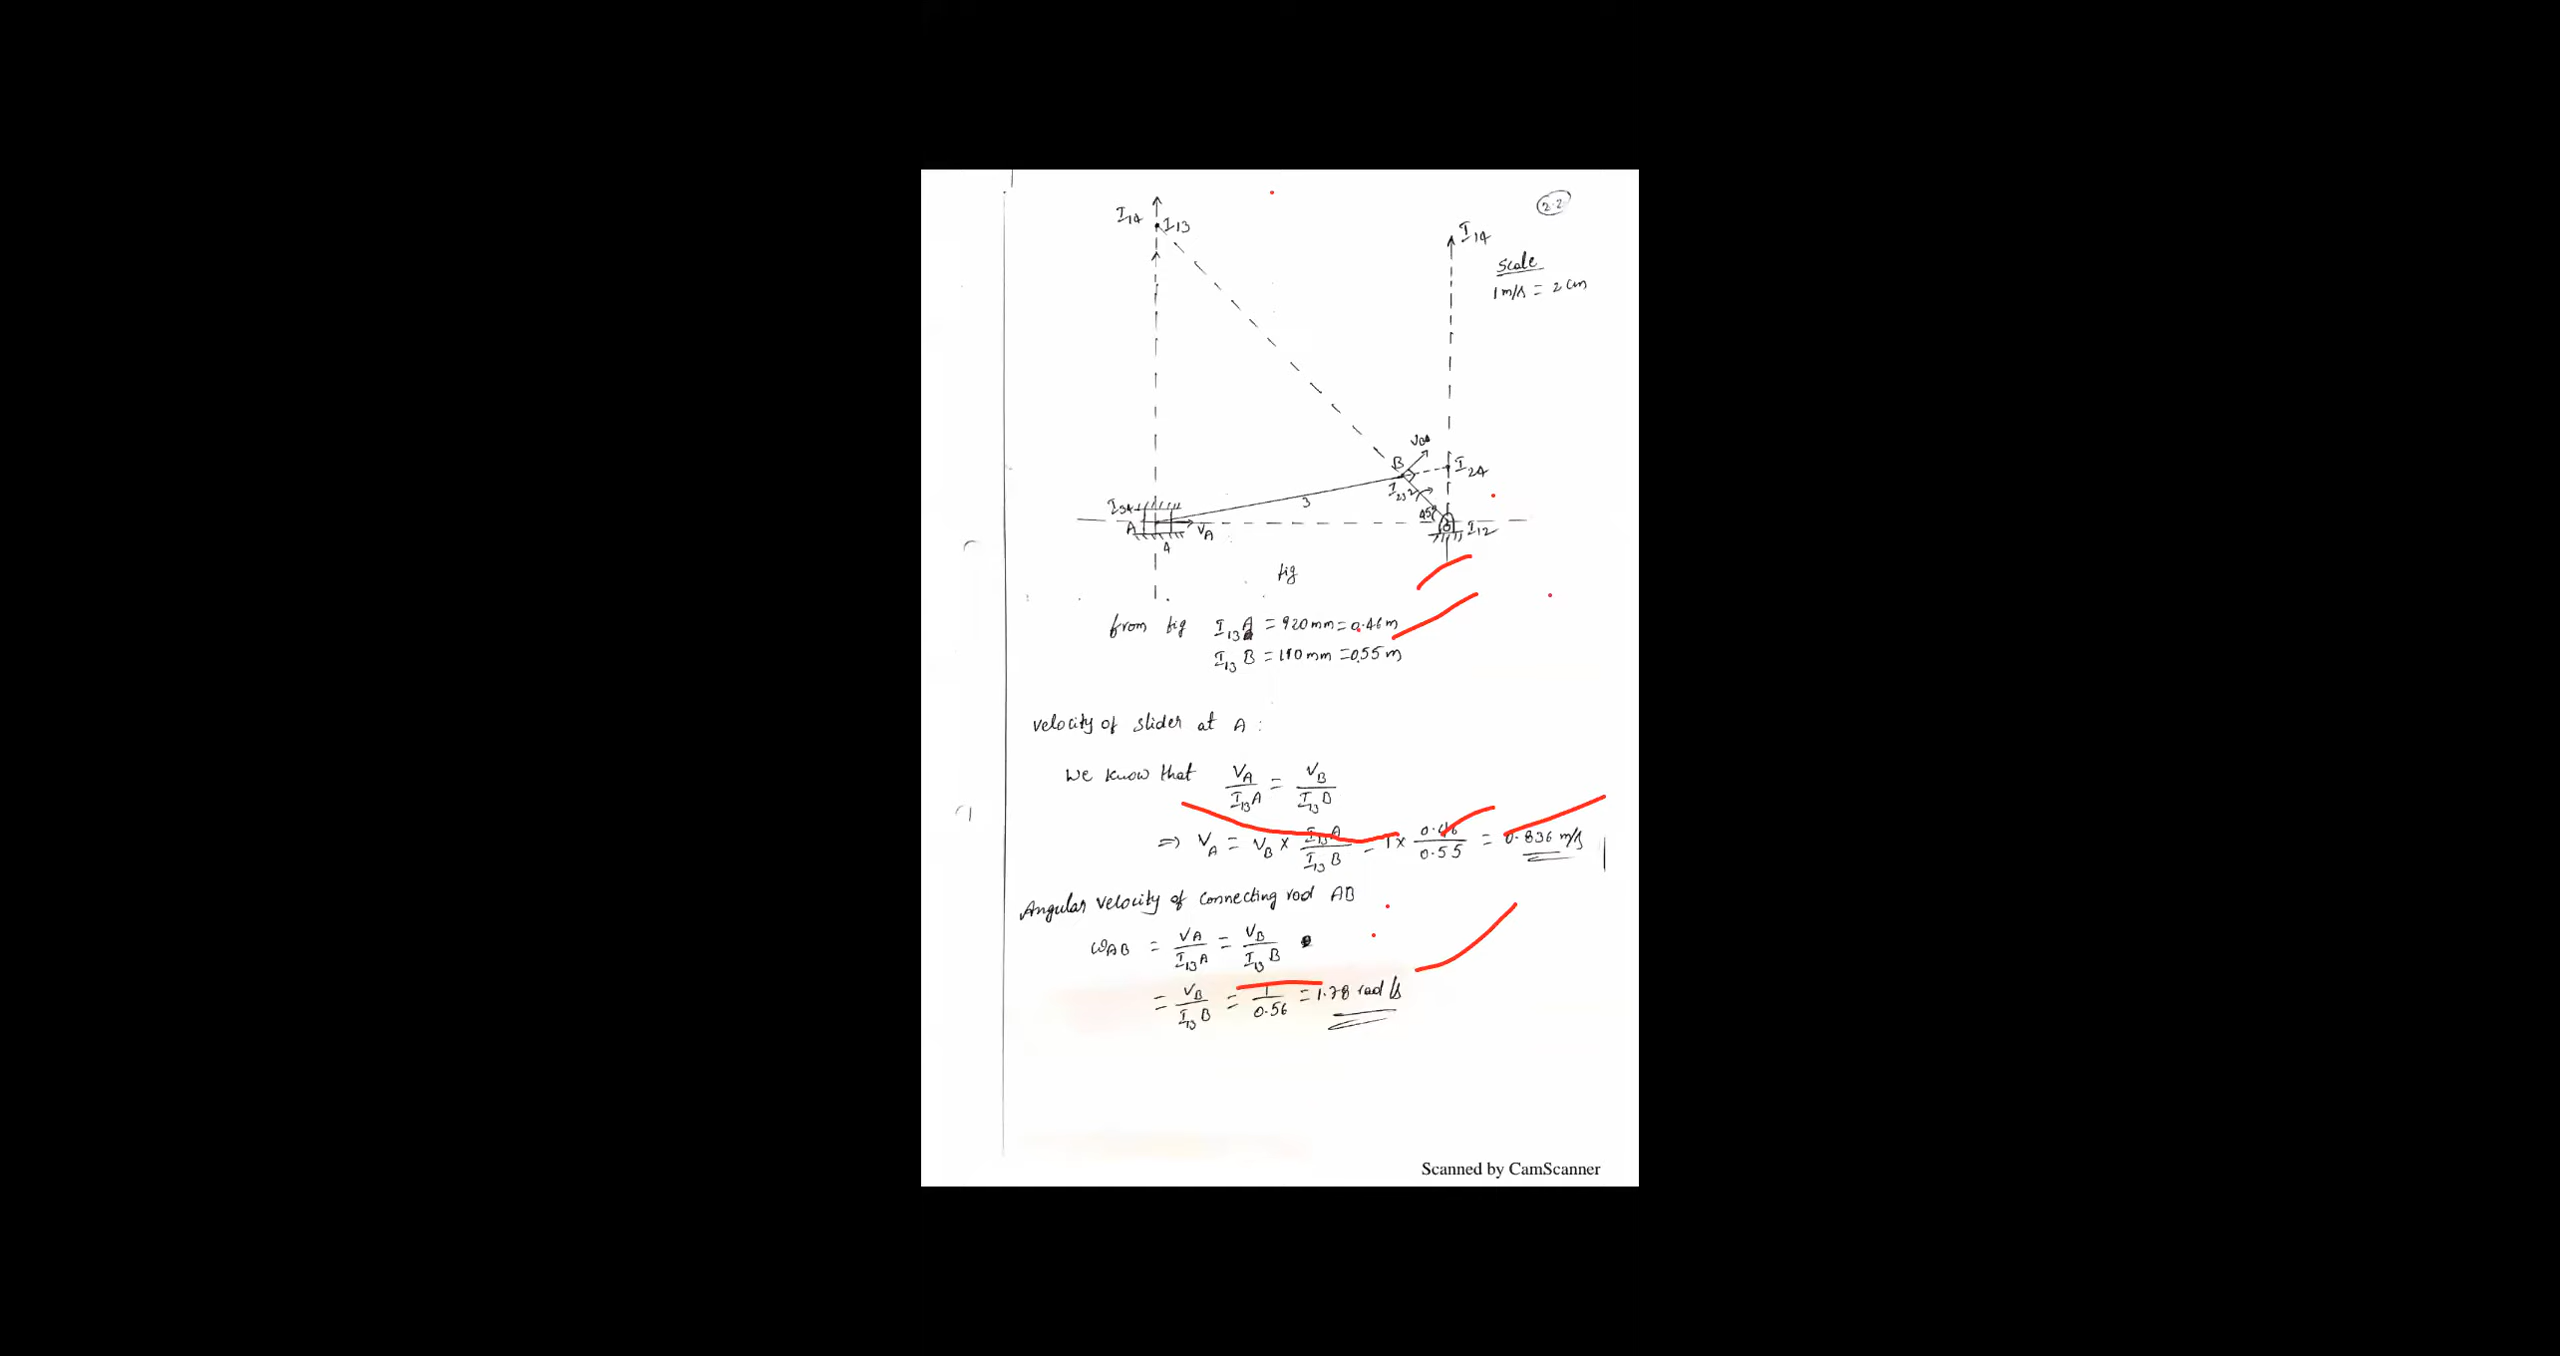 2.2
I14
I13
I14
Scale
1 m/s = 2 cm
B
I24
I23
2
I34
3
45°
A
VA
I12
4
fig
from fig I13A = 920 mm = 0.46 m
I13 B = 110 mm = 0.55 m
velocity of slider at A :
We know that VA / I13A = VB / I13B
⇒ VA = VB × I13A / I13B = 1 × 0.46 / 0.55 = 0.836 m/s
Angular velocity of connecting rod AB
ωAB = VA / I13A = VB / I13B
= VB / I13B = 1 / 0.56 = 1.78 rad/s
Scanned by CamScanner